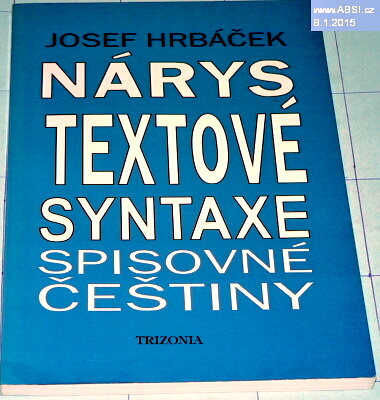 www.ABSI.cz
8.1.2015
JOSEF HRBÁČEK
NÁRYS
TEXTOVÉ
SYNTAXE
SPISOVNÉ
ČEŠTINY
TRIZONIA